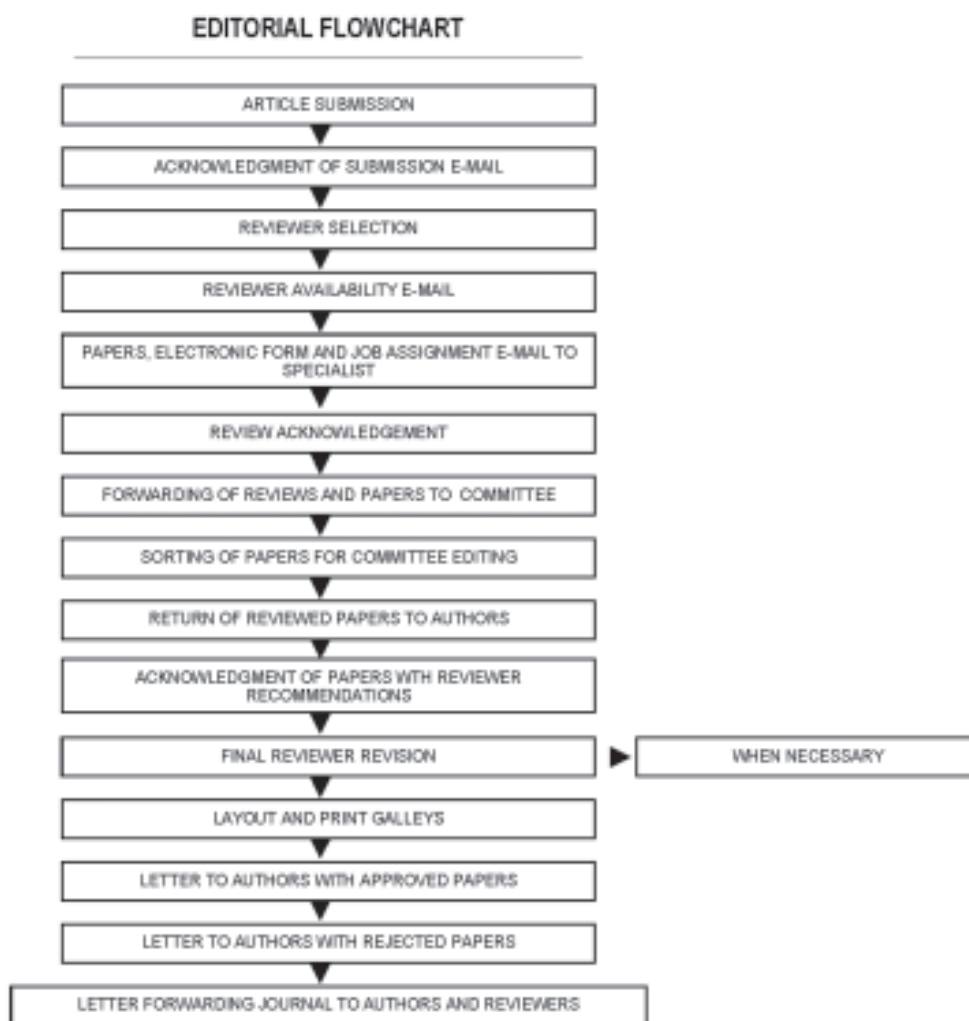 EDITORIAL FLOWCHART
ARTICLE SUBMISSION
ACKNOWLEDGMENT OF SUBMISSION E-MAIL
REVIEWER SELECTION
REVIEWER AVAILABILITY E-MAIL
PAPERS, ELECTRONIC FORM AND JOB ASSIGNMENT E-MAIL TO
SPECIALIST
REVIEW ACKNOWLEDGEMENT
FORWARDING OF REVIEWS AND PAPERS TO COMMITTEE
SORTING OF PAPERS FOR COMMITTEE EDITING
RETURN OF REVIEWED PAPERS TO AUTHORS
ACKNOWLEDGMENT OF PAPERS WTH REVIEWER
RECOMMENDATIONS
FINAL REVIEWER REVISION
WHEN NECESSARY
LAYOUT AND PRINT GALLEYS
LETTER TO AUTHORS WITH APPROVED PAPERS
LETTER TO AUTHORS WITH REJECTED PAPERS
LETTER FORWARDING JOURNAL TO AUTHORS AND REVIEWERS